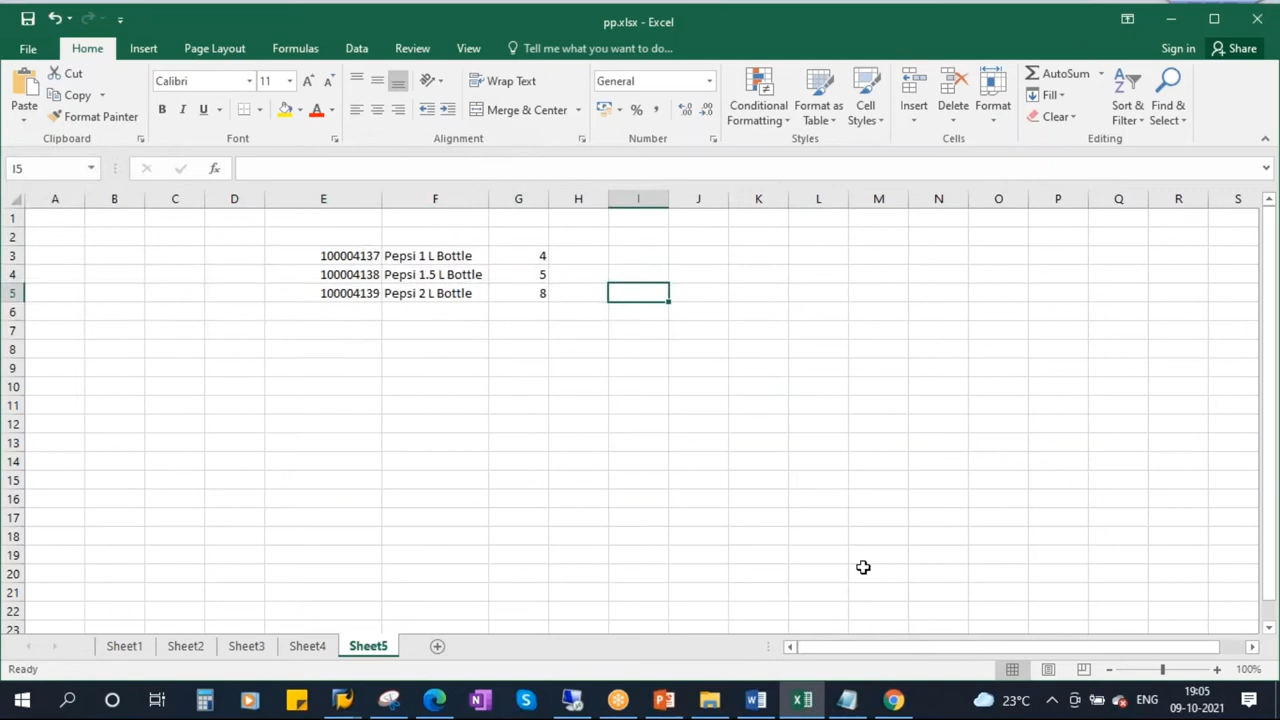 pp.xlsx - Excel
File Home Insert Page Layout Formulas Data Review View Tell me what you want to do... Sign in Share
Paste Cut Copy Format Painter Clipboard
Calibri 11 B I U A Font
Wrap Text Merge & Center Alignment
General % , Number
Conditional Formatting Format as Table Cell Styles Styles
Insert Delete Format Cells
AutoSum Fill Clear Sort & Filter Find & Select Editing
I5 fx
A B C D E F G H I J K L M N O P Q R S
1
2
3 100004137 Pepsi 1 L Bottle 4
4 100004138 Pepsi 1.5 L Bottle 5
5 100004139 Pepsi 2 L Bottle 8
6
7
8
9
10
11
12
13
14
15
16
17
18
19
20
21
22
23
Sheet1 Sheet2 Sheet3 Sheet4 Sheet5
Ready 100%
23°C ENG 19:05
09-10-2021